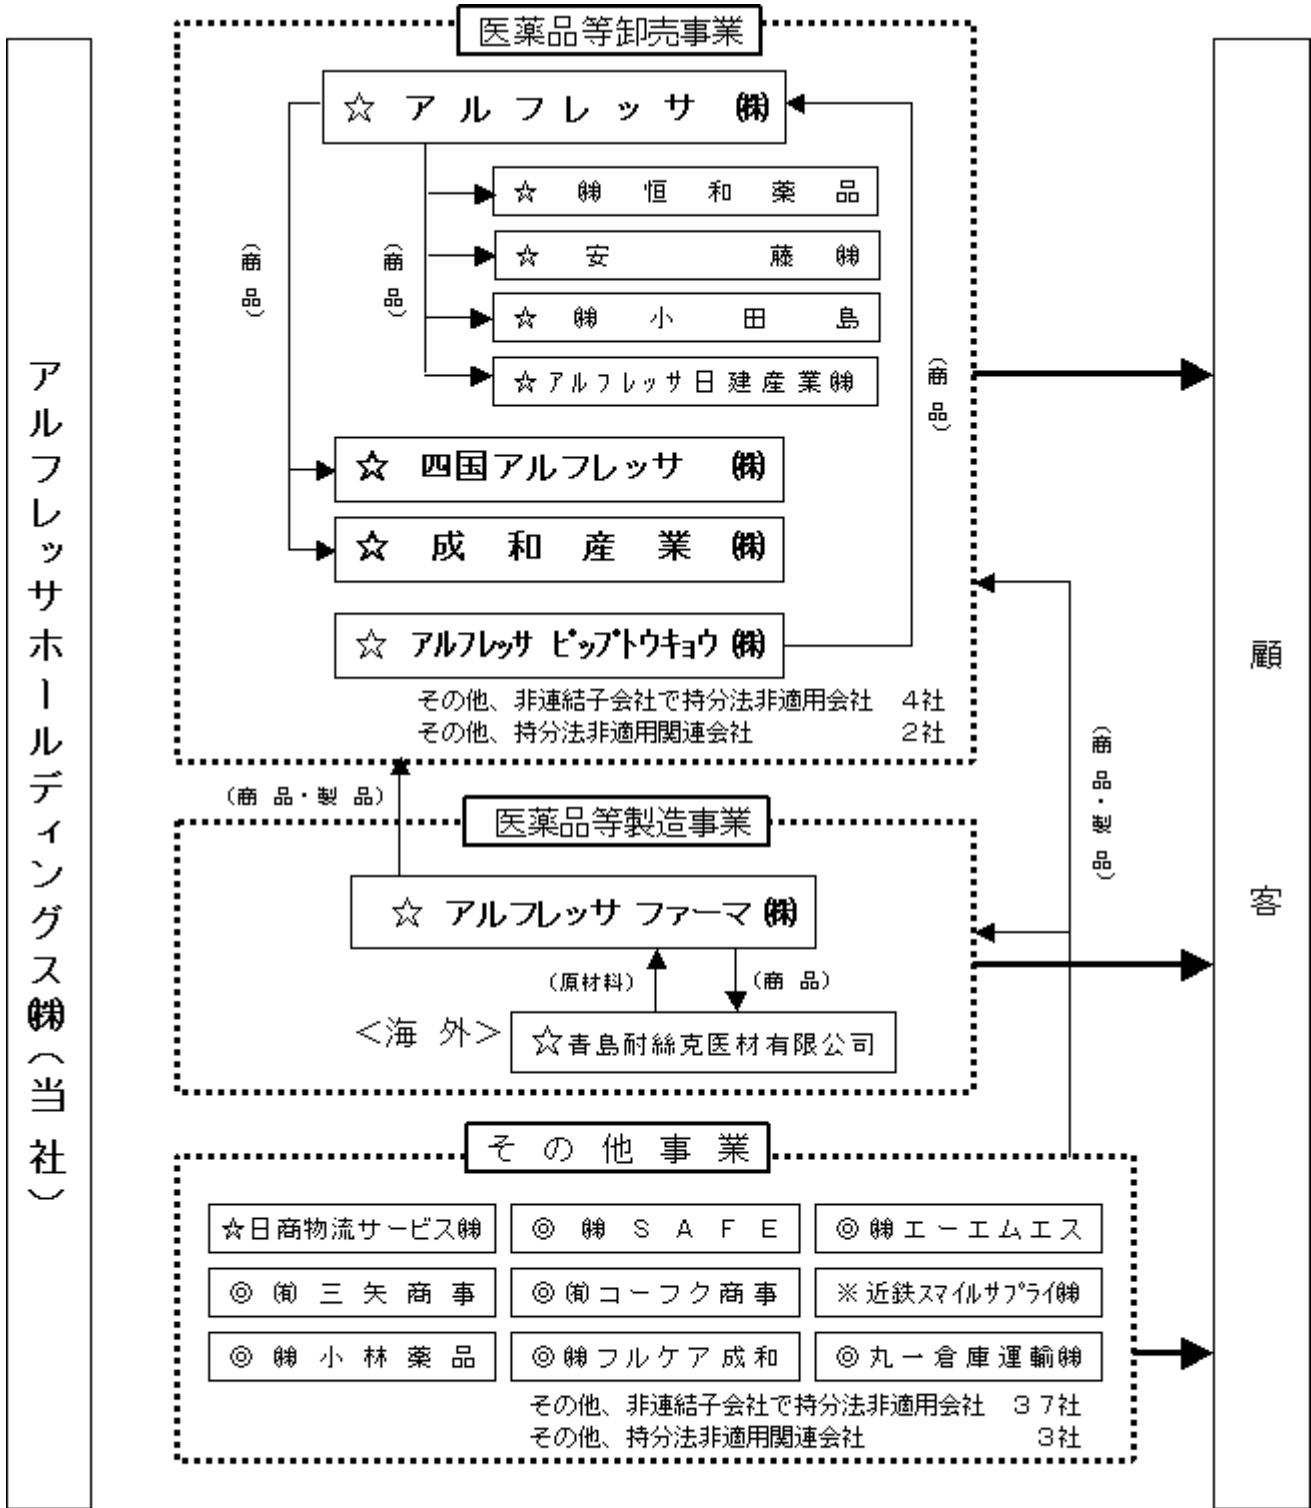 アルフレッサホールディングス㈱(当社)
医薬品等卸売事業
☆ アルフレッサ ㈱
☆ ㈱恒和薬品
☆ 安藤㈱
☆ ㈱小田島
☆アルフレッサ日建産業㈱
(商品)
(商品)
(商品)
☆ 四国アルフレッサ ㈱
☆ 成和産業 ㈱
☆ アルフレッサ ピップトウキョウ ㈱
その他、非連結子会社で持分法非適用会社 4社
その他、持分法非適用関連会社 2社
(商品・製品)
医薬品等製造事業
☆ アルフレッサ ファーマ ㈱
(原材料)
(商品)
<海外>
☆青島耐絲克医材有限公司
(商品・製品)
その他事業
☆日商物流サービス㈱
◎ ㈱SAFE
◎㈱エーエムエス
◎ ㈲三矢商事
◎㈲コーフク商事
※近鉄スマイルサプライ㈱
◎ ㈱小林薬品
◎㈱フルケア成和
◎丸一倉庫運輸㈱
その他、非連結子会社で持分法非適用会社 37社
その他、持分法非適用関連会社 3社
顧客